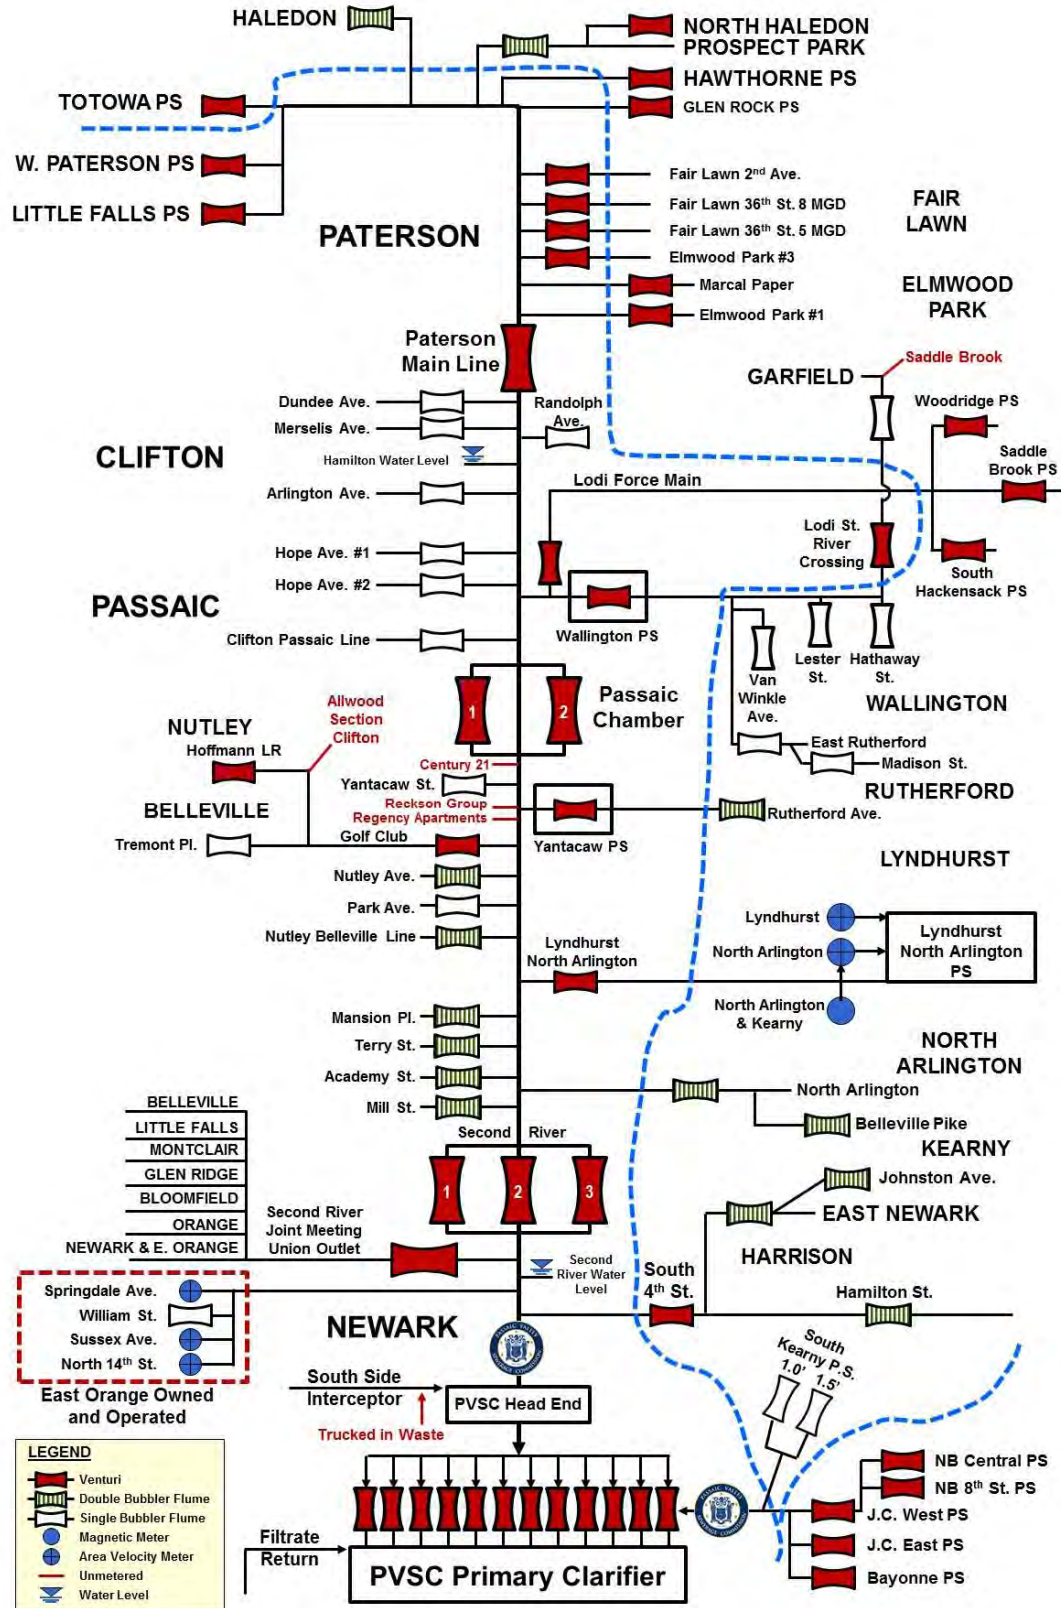 HALEDON
NORTH HALEDON
PROSPECT PARK
HAWTHORNE PS
TOTOWA PS
GLEN ROCK PS
W. PATERSON PS
LITTLE FALLS PS
PATERSON
Fair Lawn 2nd Ave.
Fair Lawn 36th St. 8 MGD
Fair Lawn 36th St. 5 MGD
Elmwood Park #3
Marcal Paper
Elmwood Park #1
FAIR
LAWN
ELMWOOD
PARK
Paterson
Main Line
Saddle Brook
GARFIELD
Woodridge PS
Saddle
Brook PS
Dundee Ave.
Merselis Ave.
Randolph
Ave.
CLIFTON
Hamilton Water Level
Arlington Ave.
Lodi Force Main
Lodi St.
River
Crossing
South
Hackensack PS
Hope Ave. #1
Hope Ave. #2
PASSAIC
Clifton Passaic Line
Wallington PS
Van
Winkle
Ave.
Lester
St.
Hathaway
St.
WALLINGTON
1
2
Passaic
Chamber
East Rutherford
Madison St.
Allwood
Section
Clifton
NUTLEY
Hoffmann LR
Century 21
Yantacaw St.
Reckson Group
Regency Apartments
RUTHERFORD
Rutherford Ave.
BELLEVILLE
Tremont Pl.
Golf Club
Yantacaw PS
Nutley Ave.
Park Ave.
Nutley Belleville Line
LYNDHURST
Lyndhurst
North Arlington
Lyndhurst
North Arlington
PS
Lyndhurst
North Arlington
North Arlington
& Kearny
Mansion Pl.
Terry St.
Academy St.
Mill St.
NORTH
ARLINGTON
North Arlington
Belleville Pike
KEARNY
BELLEVILLE
LITTLE FALLS
MONTCLAIR
GLEN RIDGE
BLOOMFIELD
ORANGE
NEWARK & E. ORANGE
Second River
1
2
3
Johnston Ave.
EAST NEWARK
Second River
Joint Meeting
Union Outlet
Second
River Water
Level
HARRISON
South
4th St.
Hamilton St.
Springdale Ave.
William St.
Sussex Ave.
North 14th St.
East Orange Owned
and Operated
NEWARK
PASSAIC VALLEY
SEWERAGE COMMISSION
South Side
Interceptor
Trucked in Waste
PVSC Head End
South
Kearny P.S.
1.0'
1.5'
LEGEND
Venturi
Double Bubbler Flume
Single Bubbler Flume
Magnetic Meter
Area Velocity Meter
Unmetered
Water Level
Filtrate
Return
PVSC Primary Clarifier
PASSAIC VALLEY
SEWERAGE COMMISSION
NB Central PS
NB 8th St. PS
J.C. West PS
J.C. East PS
Bayonne PS